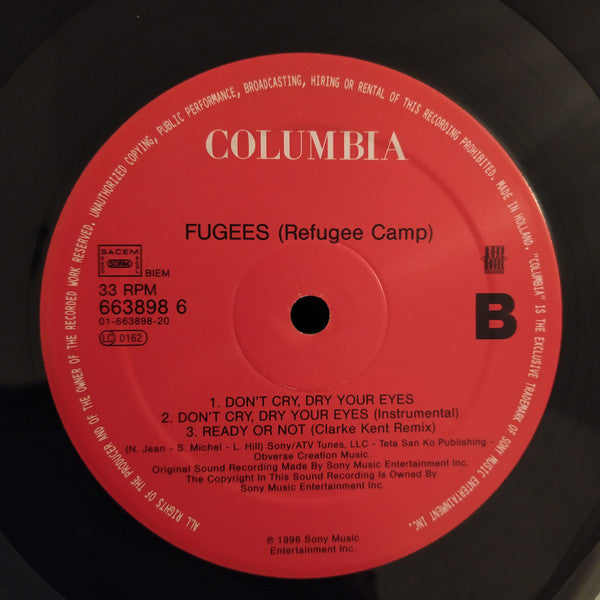 ALL RIGHTS OF THE PRODUCER AND OF THE OWNER OF THE RECORDED WORK RESERVED. UNAUTHORIZED COPYING, PUBLIC PERFORMANCE, BROADCASTING, HIRING OR RENTAL OF THIS RECORDING PROHIBITED. MADE IN HOLLAND. "COLUMBIA" IS THE EXCLUSIVE TRADEMARK OF SONY MUSIC ENTERTAINMENT INC.
COLUMBIA
FUGEES (Refugee Camp)
SACEM
SDRM
BIEM
33 RPM
663898 6
01-663898-20
LC 0162
B
1. DON'T CRY, DRY YOUR EYES
2. DON'T CRY, DRY YOUR EYES (Instrumental)
3. READY OR NOT (Clarke Kent Remix)
(N. Jean - S. Michel - L. Hill) Sony/ATV Tunes, LLC - Teta San Ko Publishing -
Obverse Creation Music.
Original Sound Recording Made By Sony Music Entertainment Inc.
The Copyright In This Sound Recording Is Owned By
Sony Music Entertainment Inc.
℗ 1996 Sony Music
Entertainment Inc.